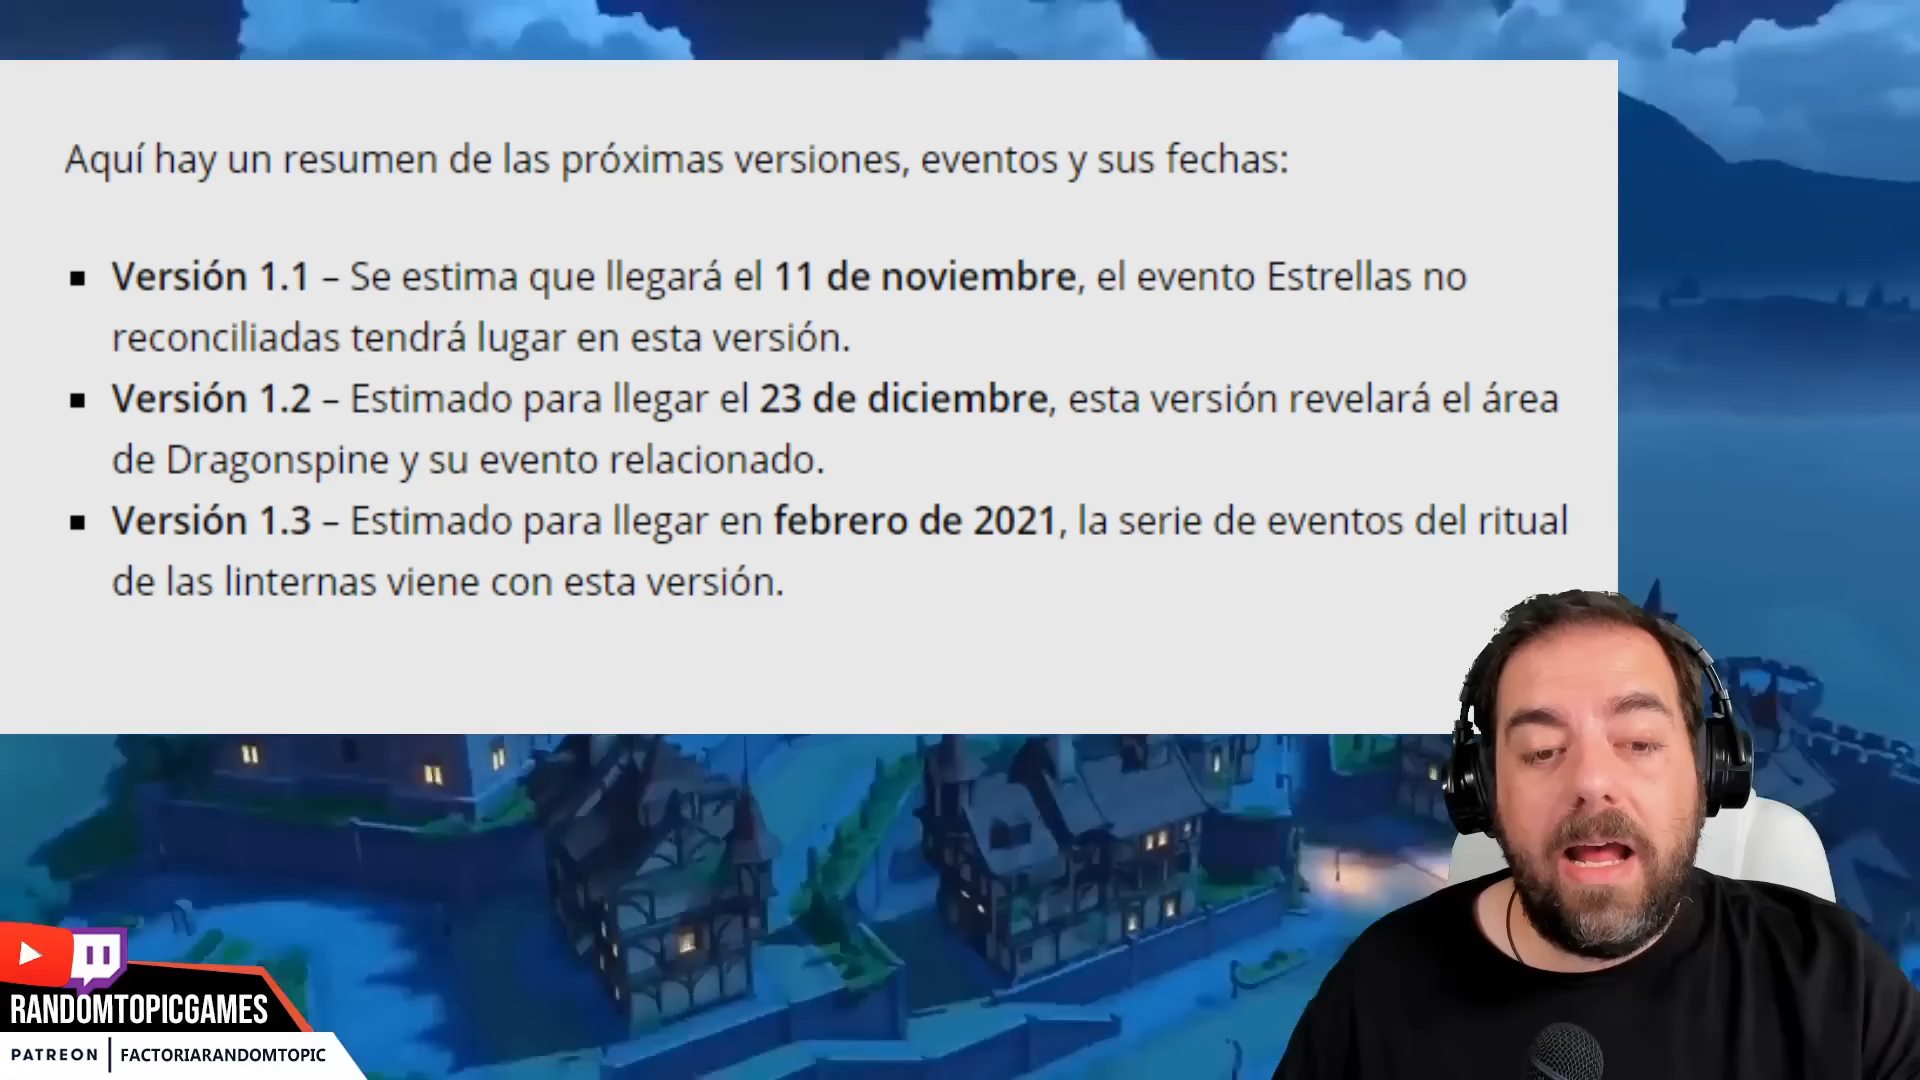 Aquí hay un resumen de las próximas versiones, eventos y sus fechas:
▪ Versión 1.1 – Se estima que llegará el 11 de noviembre, el evento Estrellas no
reconciliadas tendrá lugar en esta versión.
▪ Versión 1.2 – Estimado para llegar el 23 de diciembre, esta versión revelará el área
de Dragonspine y su evento relacionado.
▪ Versión 1.3 – Estimado para llegar en febrero de 2021, la serie de eventos del ritual
de las linternas viene con esta versión.
RANDOMTOPICGAMES
PATREON | FACTORIARANDOMTOPIC